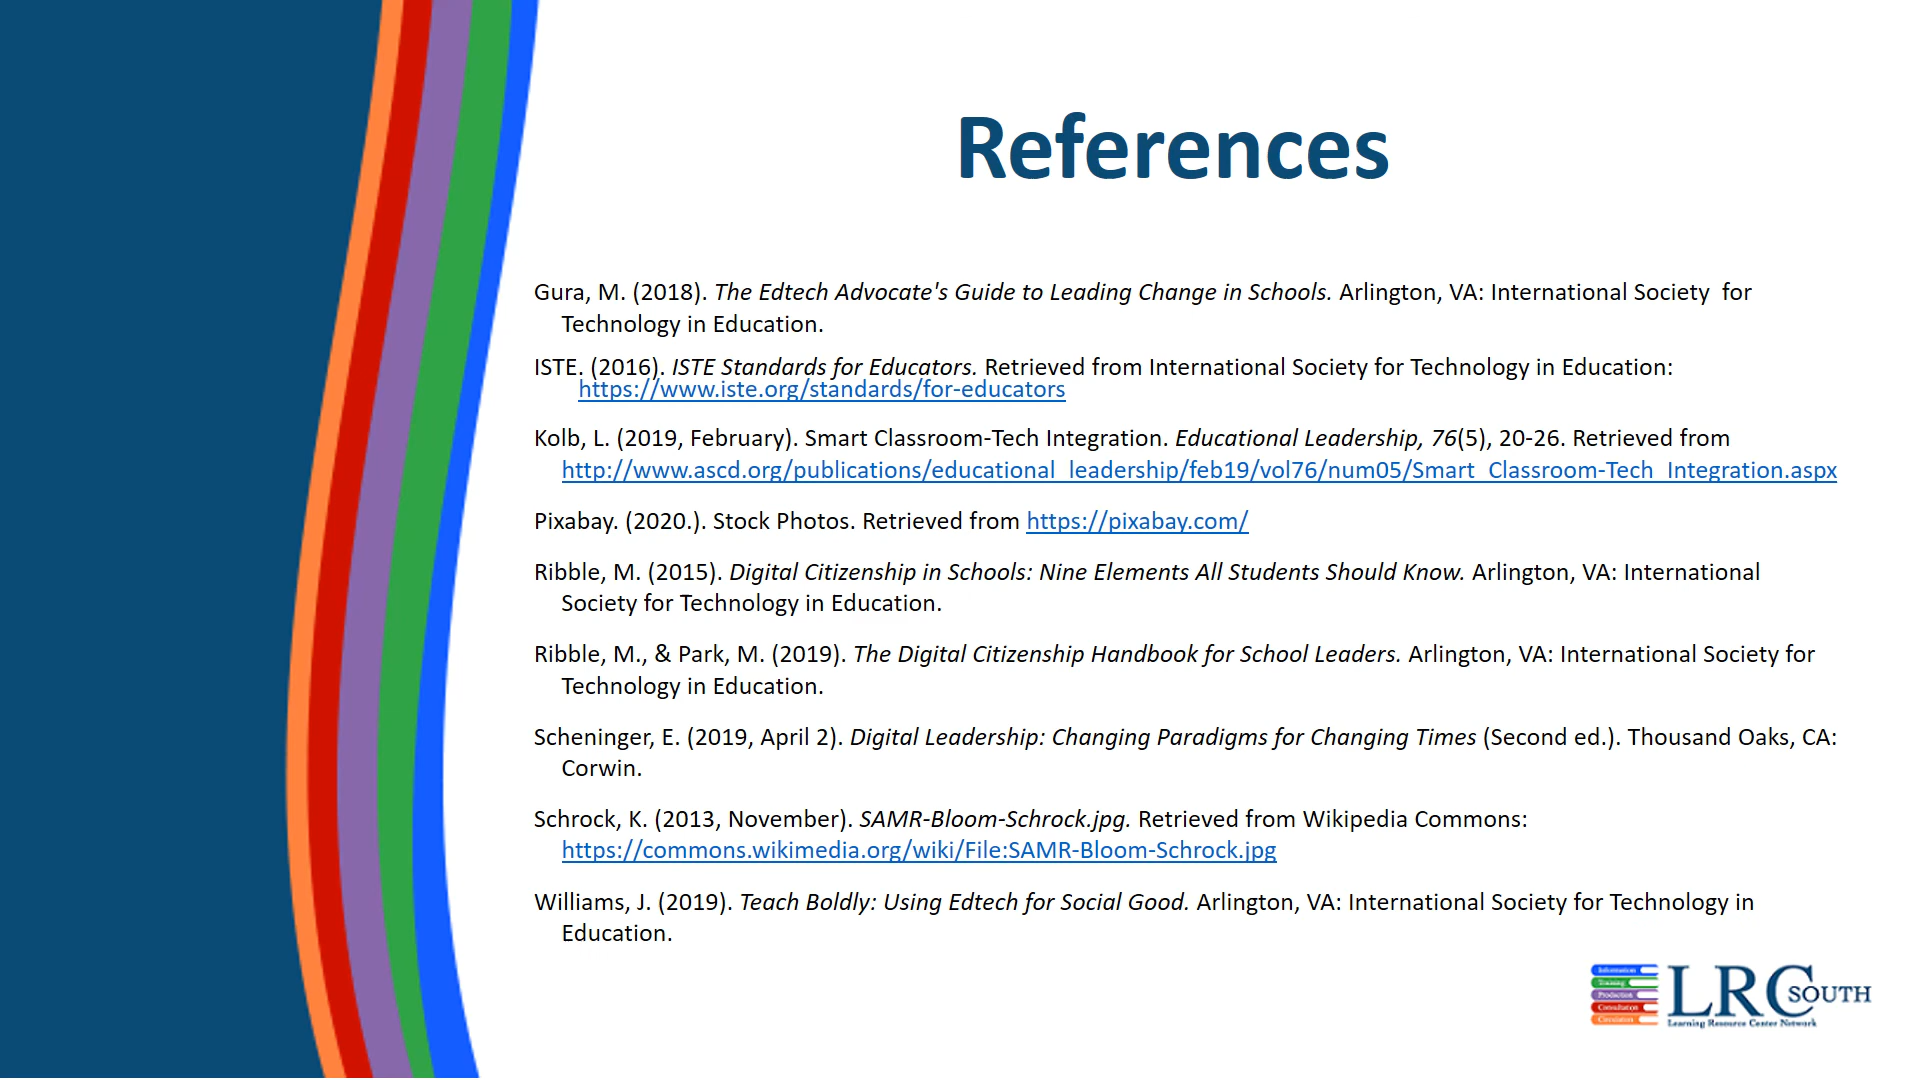 References
Gura, M. (2018). The Edtech Advocate's Guide to Leading Change in Schools. Arlington, VA: International Society  for
Technology in Education.
ISTE. (2016). ISTE Standards for Educators. Retrieved from International Society for Technology in Education:
https://www.iste.org/standards/for-educators
Kolb, L. (2019, February). Smart Classroom-Tech Integration. Educational Leadership, 76(5), 20-26. Retrieved from
http://www.ascd.org/publications/educational_leadership/feb19/vol76/num05/Smart_Classroom-Tech_Integration.aspx
Pixabay. (2020.). Stock Photos. Retrieved from https://pixabay.com/
Ribble, M. (2015). Digital Citizenship in Schools: Nine Elements All Students Should Know. Arlington, VA: International
Society for Technology in Education.
Ribble, M., & Park, M. (2019). The Digital Citizenship Handbook for School Leaders. Arlington, VA: International Society for
Technology in Education.
Scheninger, E. (2019, April 2). Digital Leadership: Changing Paradigms for Changing Times (Second ed.). Thousand Oaks, CA:
Corwin.
Schrock, K. (2013, November). SAMR-Bloom-Schrock.jpg. Retrieved from Wikipedia Commons:
https://commons.wikimedia.org/wiki/File:SAMR-Bloom-Schrock.jpg
Williams, J. (2019). Teach Boldly: Using Edtech for Social Good. Arlington, VA: International Society for Technology in
Education.
Information
Training
Production
Consultation
Circulation
LRC SOUTH
Learning Resource Center Network